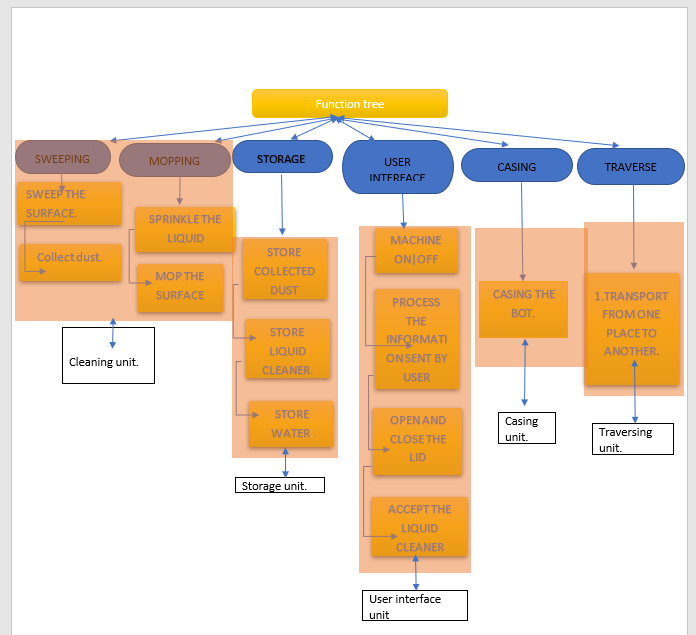 Function tree
SWEEPING
MOPPING
STORAGE
USER
INTERFACE
CASING
TRAVERSE
SWEEP THE
SURFACE.
Collect dust.
SPRINKLE THE
LIQUID
MOP THE
SURFACE
Cleaning unit.
STORE
COLLECTED
DUST
STORE
LIQUID
CLEANER.
STORE
WATER
Storage unit.
MACHINE
ON|OFF
PROCESS
THE
INFORMATI
ON SENT BY
USER
OPEN AND
CLOSE THE
LID
ACCEPT THE
LIQUID
CLEANER
User interface
unit
CASING THE
BOT.
Casing
unit.
1.TRANSPORT
FROM ONE
PLACE TO
ANOTHER.
Traversing
unit.